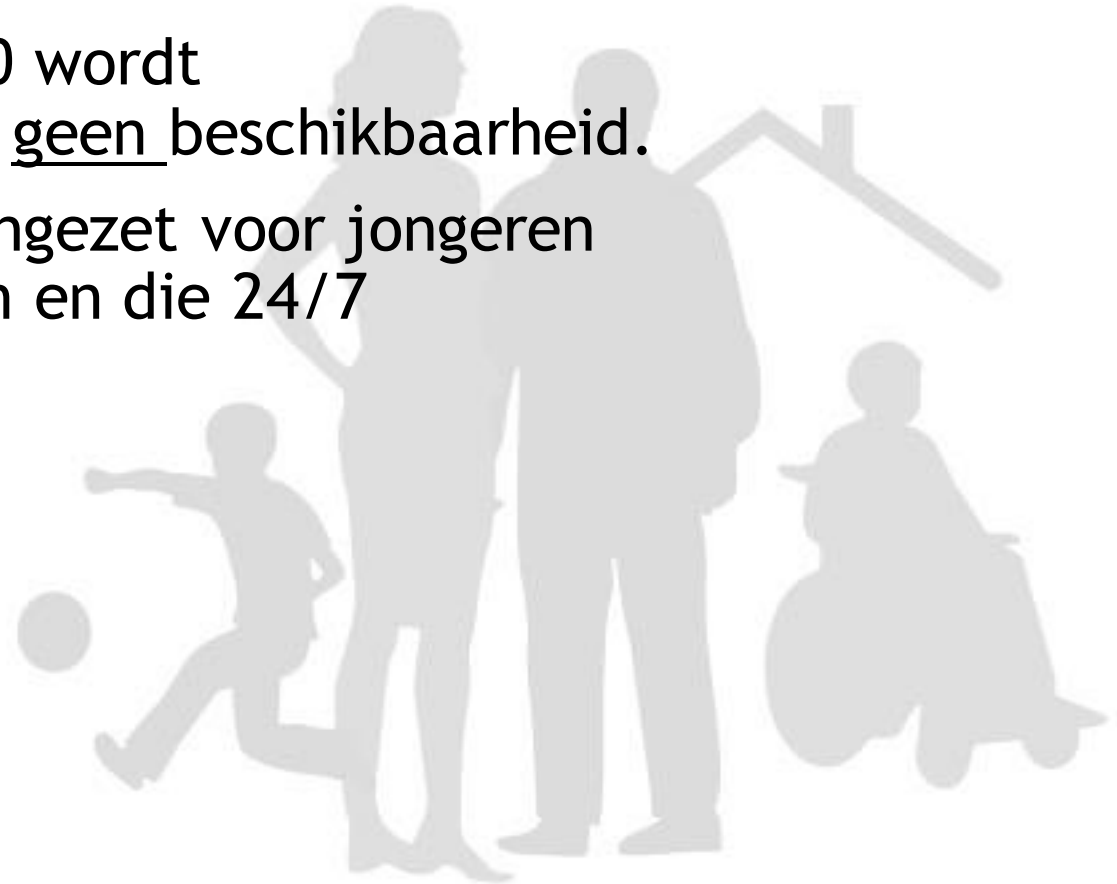 0 wordt
geen beschikbaarheid.
ngezet voor jongeren
n en die 24/7